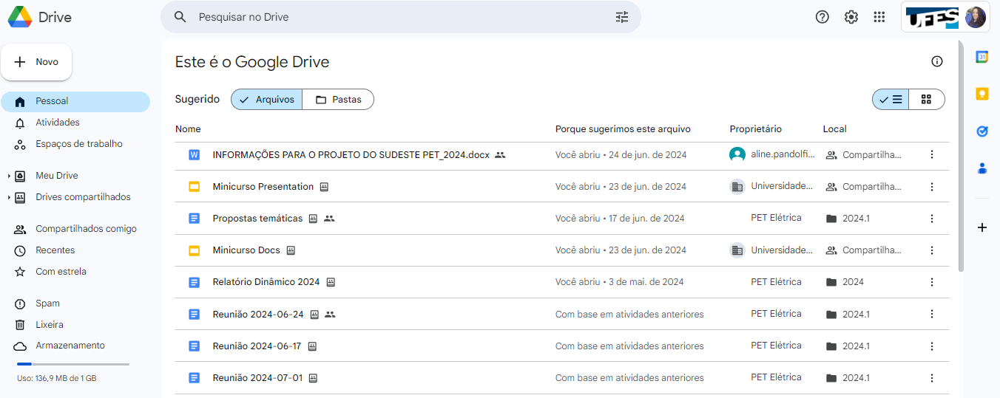 Drive
Pesquisar no Drive
UFES
Novo
Este é o Google Drive
31
Pessoal
Atividades
Espaços de trabalho
Meu Drive
Drives compartilhados
Compartilhados comigo
Recentes
Com estrela
Spam
Lixeira
Armazenamento
Uso: 136,9 MB de 1 GB
Sugerido
Arquivos
Pastas
Nome Porque sugerimos este arquivo Proprietário Local
W INFORMAÇÕES PARA O PROJETO DO SUDESTE PET_2024.docx Você abriu • 24 de jun. de 2024 aline.pandolfi... Compartilha...
Minicurso Presentation Você abriu • 23 de jun. de 2024 Universidade... Compartilha...
Propostas temáticas Você abriu • 17 de jun. de 2024 PET Elétrica 2024.1
Minicurso Docs Você abriu • 23 de jun. de 2024 Universidade... Compartilha...
Relatório Dinâmico 2024 Você abriu • 3 de mai. de 2024 PET Elétrica 2024
Reunião 2024-06-24 Com base em atividades anteriores PET Elétrica 2024.1
Reunião 2024-06-17 Com base em atividades anteriores PET Elétrica 2024.1
Reunião 2024-07-01 Com base em atividades anteriores PET Elétrica 2024.1